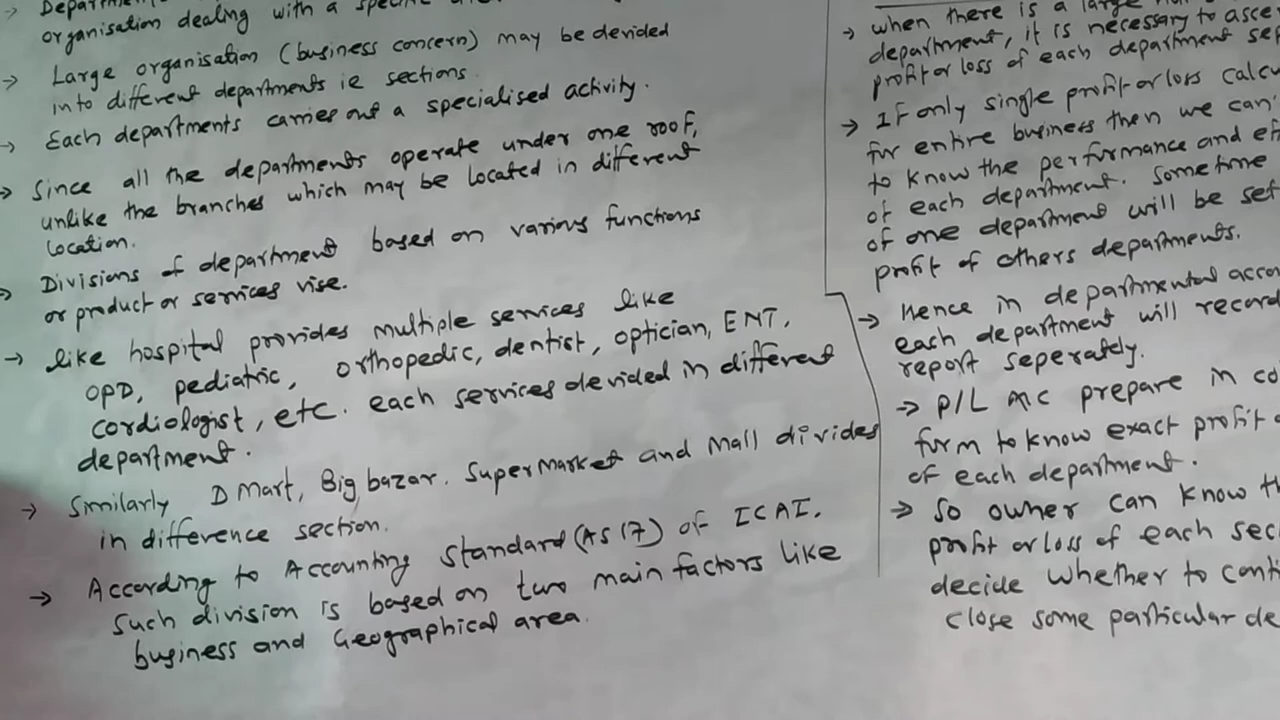 organisation dealing with a
→ Large organisation (business concern) may be devided
into different departments ie sections.
→ Each departments carries out a specialised activity.
→ Since all the departments operate under one roof,
unlike the branches which may be located in different
location.
→ Divisions of department based on various functions
or product or services vise.
→ like hospital provides multiple services like
OPD, pediatric, orthopedic, dentist, optician, ENT,
cordiologist, etc. each services devided in different
department.
→ Similarly D Mart, Big bazar, Supermarket and Mall divides
in difference section.
→ According to Accounting Standard (AS 17) of ICAI.
Such division is based on two main factors like
business and Geographical area.
→ when there is a large
department, it is necessary to
profit or loss of each department
→ If only single profit or loss
for entire business then we
to know the performance and
of each department. Sometime
of one department will be set
profit of others departments.
→ Hence in departmental
each department will
report seperately.
→ P/L A/C prepare in
form to know exact profit
of each department.
→ So owner can know
profit or loss of each
decide whether to
close some particular